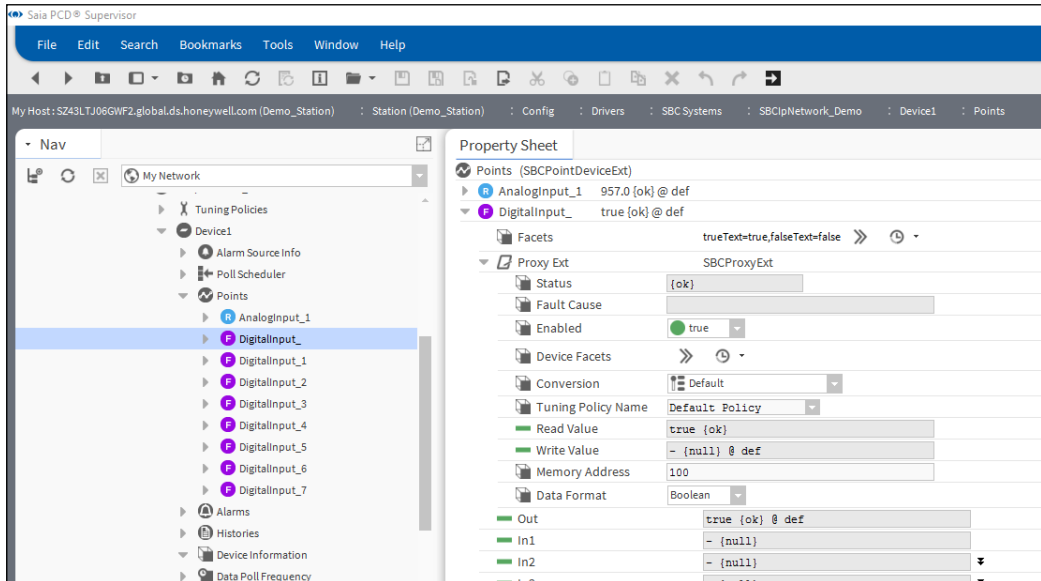 Saia PCD® Supervisor
File Edit Search Bookmarks Tools Window Help
My Host : SZ43LTJ06GWF2.global.ds.honeywell.com (Demo_Station) : Station (Demo_Station) : Config : Drivers : SBC Systems : SBCIpNetwork_Demo : Device1 : Points
Nav
My Network
Tuning Policies
Device1
Alarm Source Info
Poll Scheduler
Points
AnalogInput_1
DigitalInput_
DigitalInput_1
DigitalInput_2
DigitalInput_3
DigitalInput_4
DigitalInput_5
DigitalInput_6
DigitalInput_7
Alarms
Histories
Device Information
Data Poll Frequency
Property Sheet
Points (SBCPointDeviceExt)
R AnalogInput_1 957.0 {ok} @ def
F DigitalInput_ true {ok} @ def
Facets trueText=true,falseText=false
Proxy Ext SBCProxyExt
Status {ok}
Fault Cause
Enabled true
Device Facets
Conversion Default
Tuning Policy Name Default Policy
Read Value true {ok}
Write Value - {null} @ def
Memory Address 100
Data Format Boolean
Out true {ok} @ def
In1 - {null}
In2 - {null}